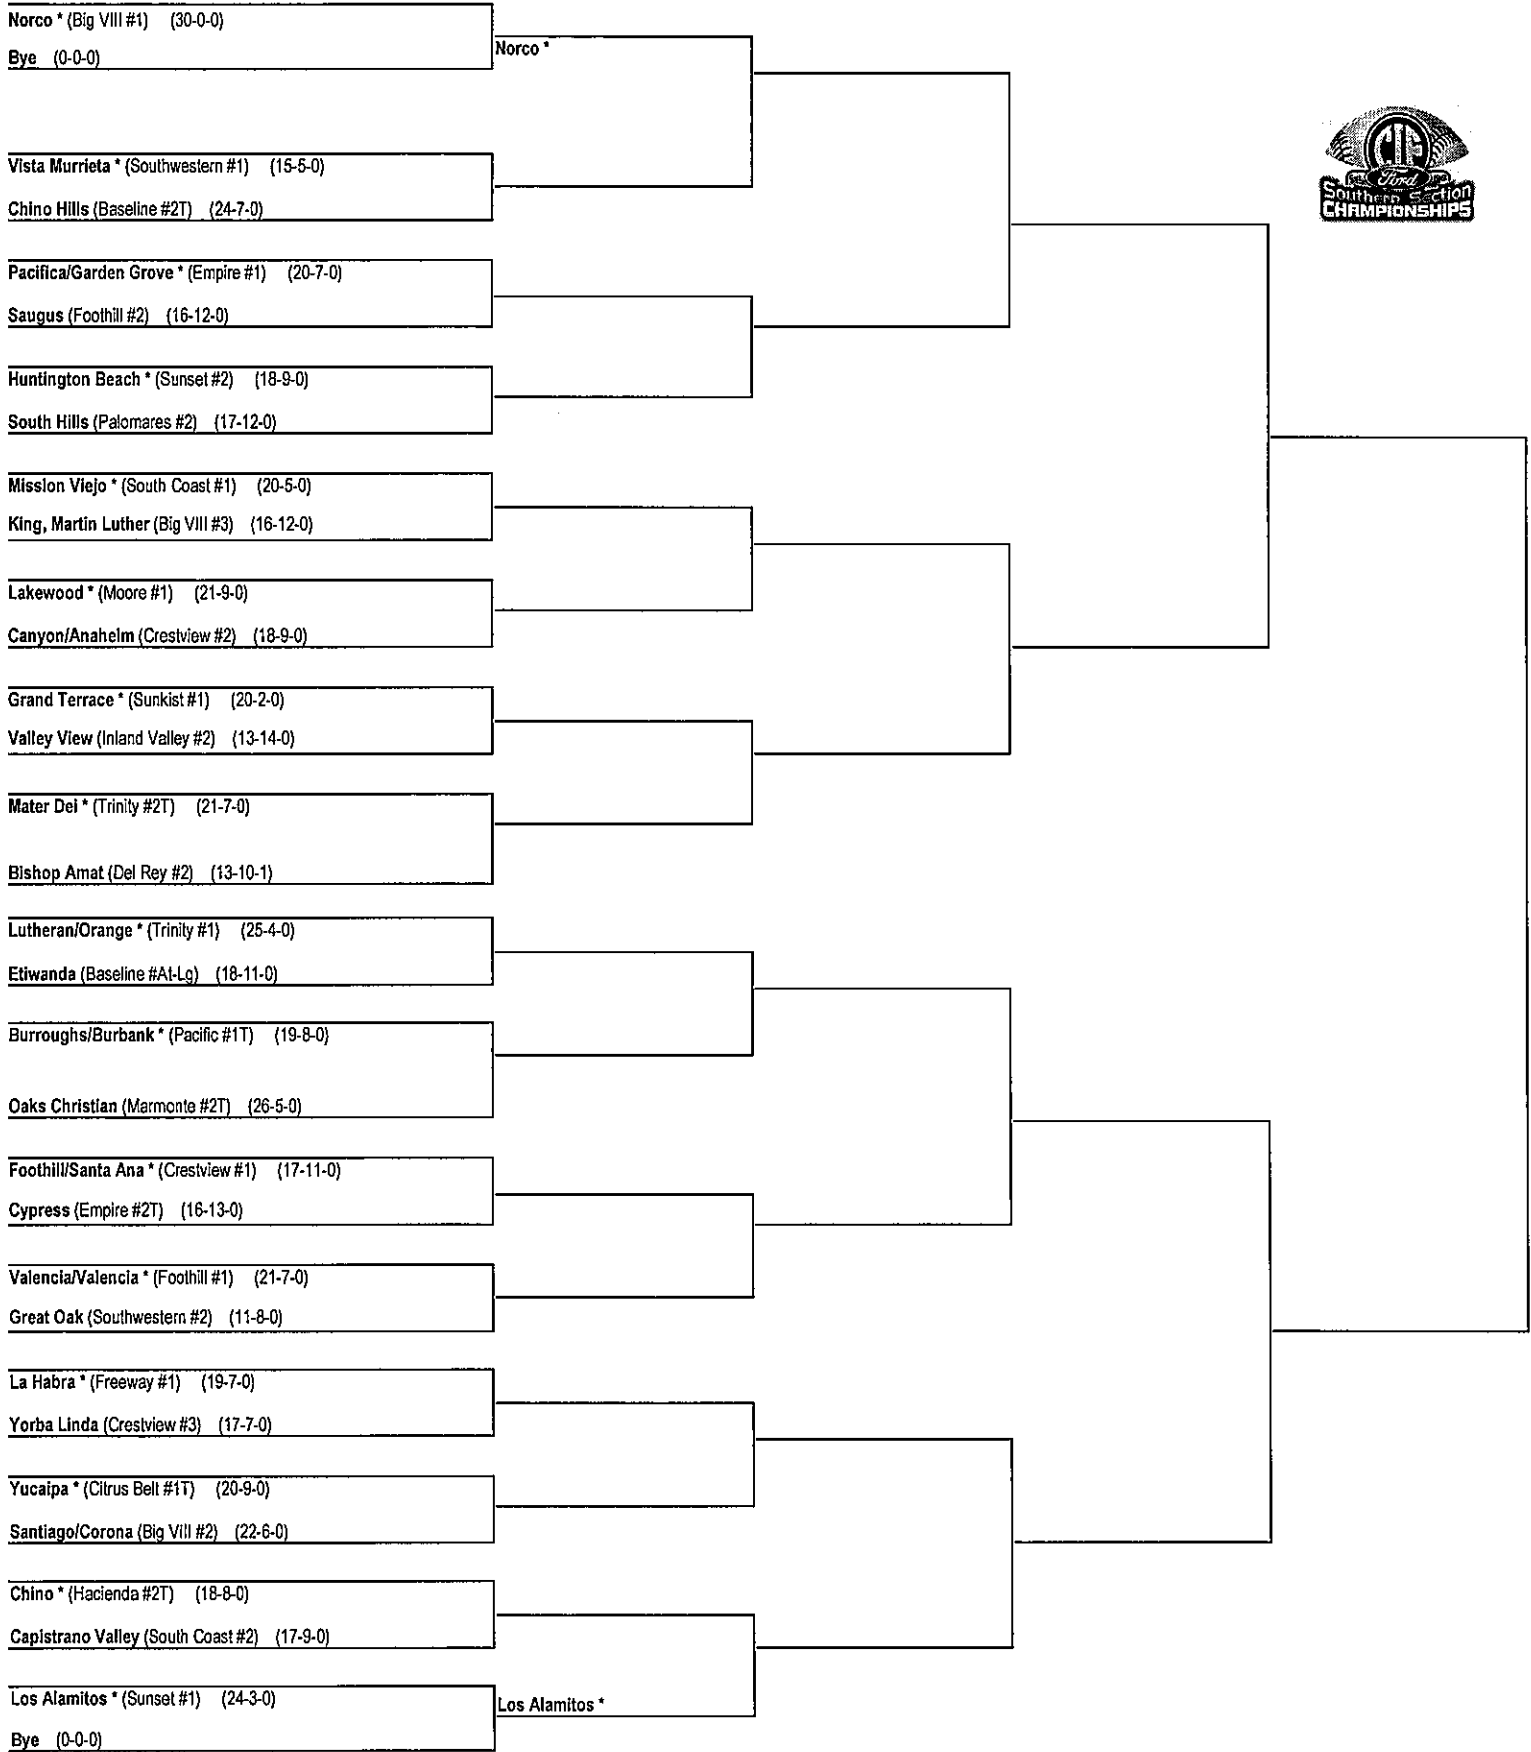 Norco * (Big VIII #1) (30-0-0)
Bye (0-0-0)
Norco *
Vista Murrieta * (Southwestern #1) (15-5-0)
Chino Hills (Baseline #2T) (24-7-0)
Pacifica/Garden Grove * (Empire #1) (20-7-0)
Saugus (Foothill #2) (16-12-0)
Huntington Beach * (Sunset #2) (18-9-0)
South Hills (Palomares #2) (17-12-0)
Mission Viejo * (South Coast #1) (20-5-0)
King, Martin Luther (Big VIII #3) (16-12-0)
Lakewood * (Moore #1) (21-9-0)
Canyon/Anaheim (Crestview #2) (18-9-0)
Grand Terrace * (Sunkist #1) (20-2-0)
Valley View (Inland Valley #2) (13-14-0)
Mater Dei * (Trinity #2T) (21-7-0)
Bishop Amat (Del Rey #2) (13-10-1)
Lutheran/Orange * (Trinity #1) (25-4-0)
Etiwanda (Baseline #At-Lg) (18-11-0)
Burroughs/Burbank * (Pacific #1T) (19-8-0)
Oaks Christian (Marmonte #2T) (26-5-0)
Foothill/Santa Ana * (Crestview #1) (17-11-0)
Cypress (Empire #2T) (16-13-0)
Valencia/Valencia * (Foothill #1) (21-7-0)
Great Oak (Southwestern #2) (11-8-0)
La Habra * (Freeway #1) (19-7-0)
Yorba Linda (Crestview #3) (17-7-0)
Yucaipa * (Citrus Belt #1T) (20-9-0)
Santiago/Corona (Big VIII #2) (22-6-0)
Chino * (Hacienda #2T) (18-8-0)
Capistrano Valley (South Coast #2) (17-9-0)
Los Alamitos * (Sunset #1) (24-3-0)
Bye (0-0-0)
Los Alamitos *
CIF
Ford
Southern Section
CHAMPIONSHIPS